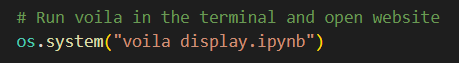 # Run voila in the terminal and open website
os.system("voila display.ipynb")